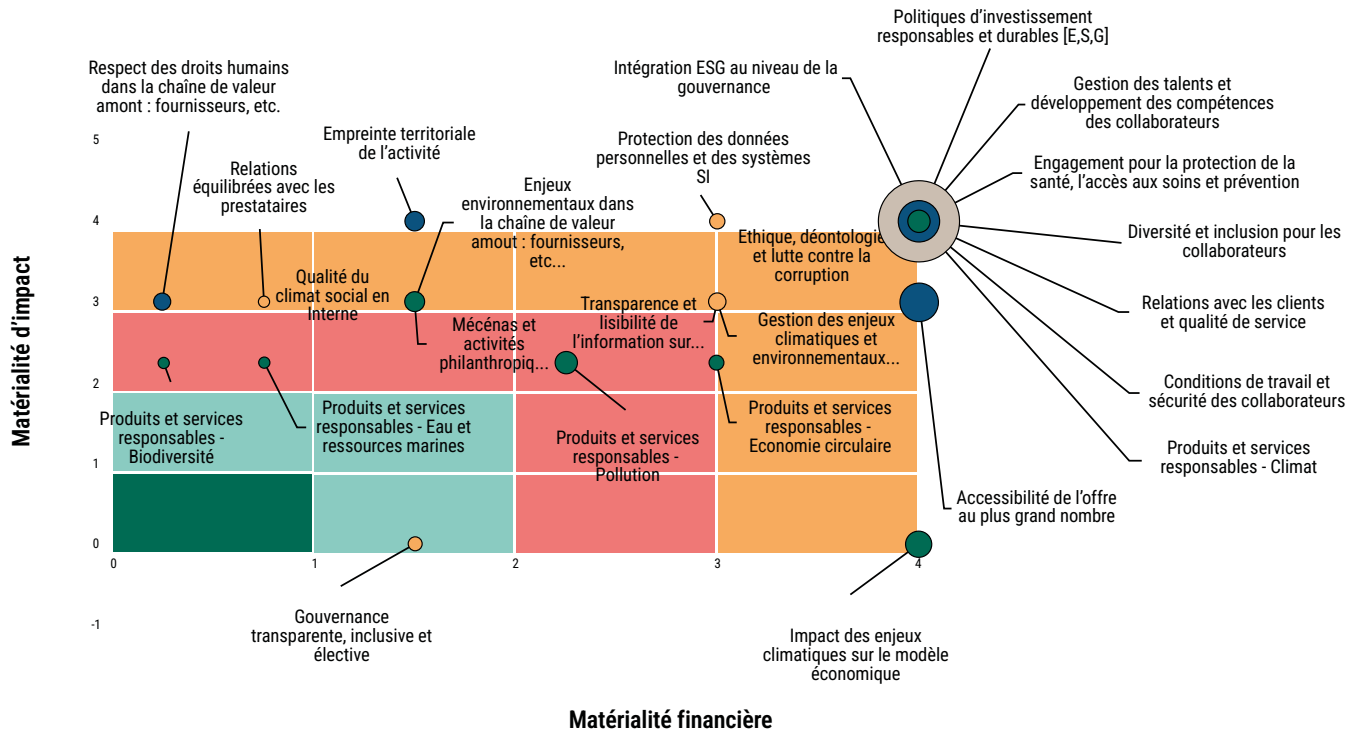 Politiques d'investissement
responsables et durables [E,S,G]
Respect des droits humains
dans la chaîne de valeur
amont : fournisseurs, etc.
Intégration ESG au niveau de la
gouvernance
Gestion des talents et
développement des compétences
des collaborateurs
Empreinte territoriale
de l'activité
Protection des données
personnelles et des systèmes
SI
Relations
équilibrées avec les
prestataires
Engagement pour la protection de la
santé, l'accès aux soins et prévention
Enjeux
environnementaux dans
la chaîne de valeur
amout : fournisseurs,
etc...
Ethique, déontologie
et lutte contre la
corruption
Diversité et inclusion pour les
collaborateurs
Qualité du
climat social en
Interne
Transparence et
lisibilité de
l'information sur...
Relations avec les clients
et qualité de service
Mécénas et
activités
philanthropiq...
Gestion des enjeux
climatiques et
environnementaux...
Conditions de travail et
sécurité des collaborateurs
Produits et services
responsables -
Biodiversité
Produits et services
responsables - Eau et
ressources marines
Produits et services
responsables -
Pollution
Produits et services
responsables -
Economie circulaire
Produits et services
responsables - Climat
Accessibilité de l'offre
au plus grand nombre
Gouvernance
transparente, inclusive et
élective
Impact des enjeux
climatiques sur le modèle
économique
Matérialité d'impact
5
4
3
2
1
0
-1
0
1
2
3
4
Matérialité financière